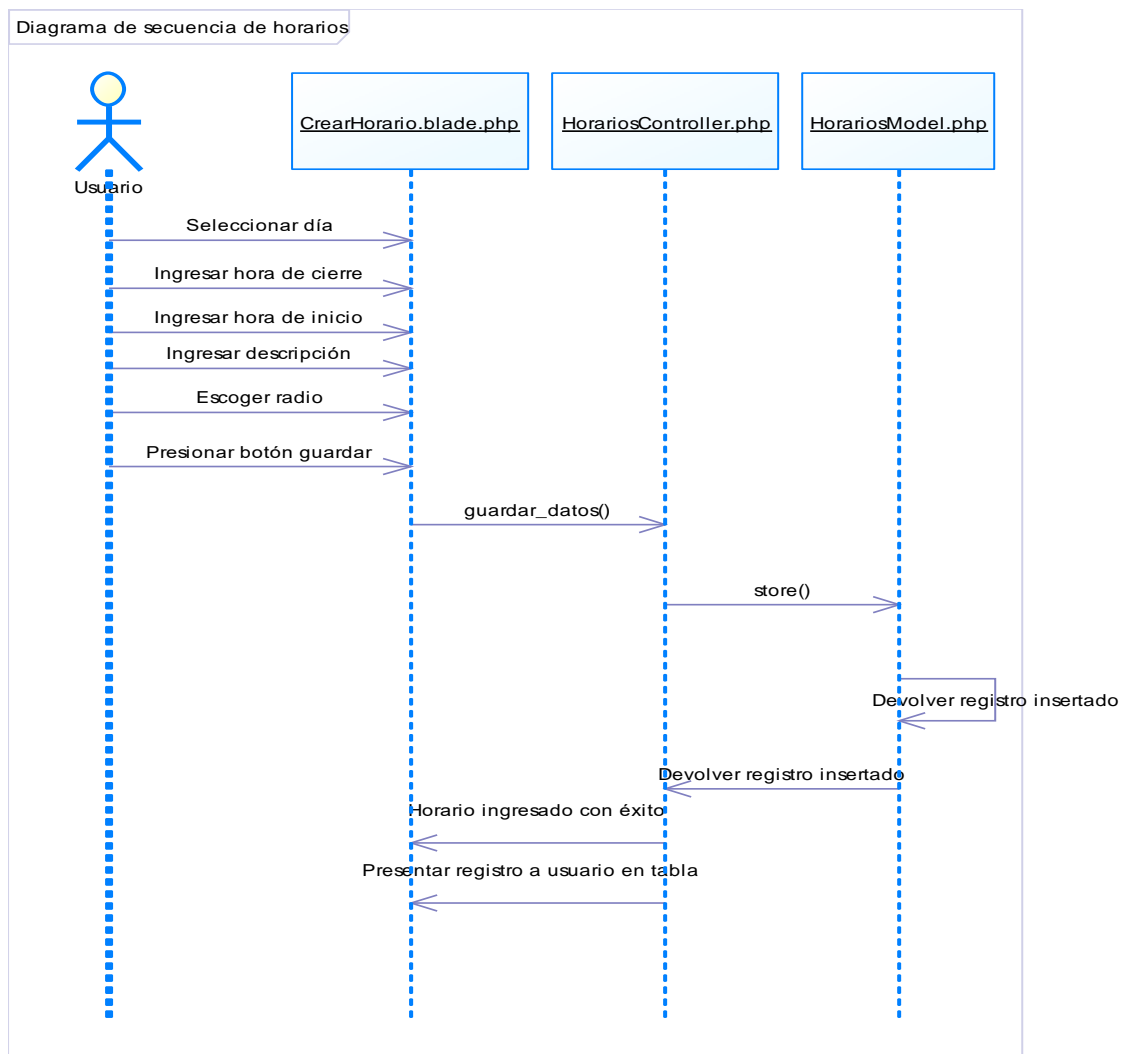 Diagrama de secuencia de horarios
CrearHorario.blade.php
HorariosController.php
HorariosModel.php
Usuario
Seleccionar día
Ingresar hora de cierre
Ingresar hora de inicio
Ingresar descripción
Escoger radio
Presionar botón guardar
guardar_datos()
store()
Devolver registro insertado
Devolver registro insertado
Horario ingresado con éxito
Presentar registro a usuario en tabla